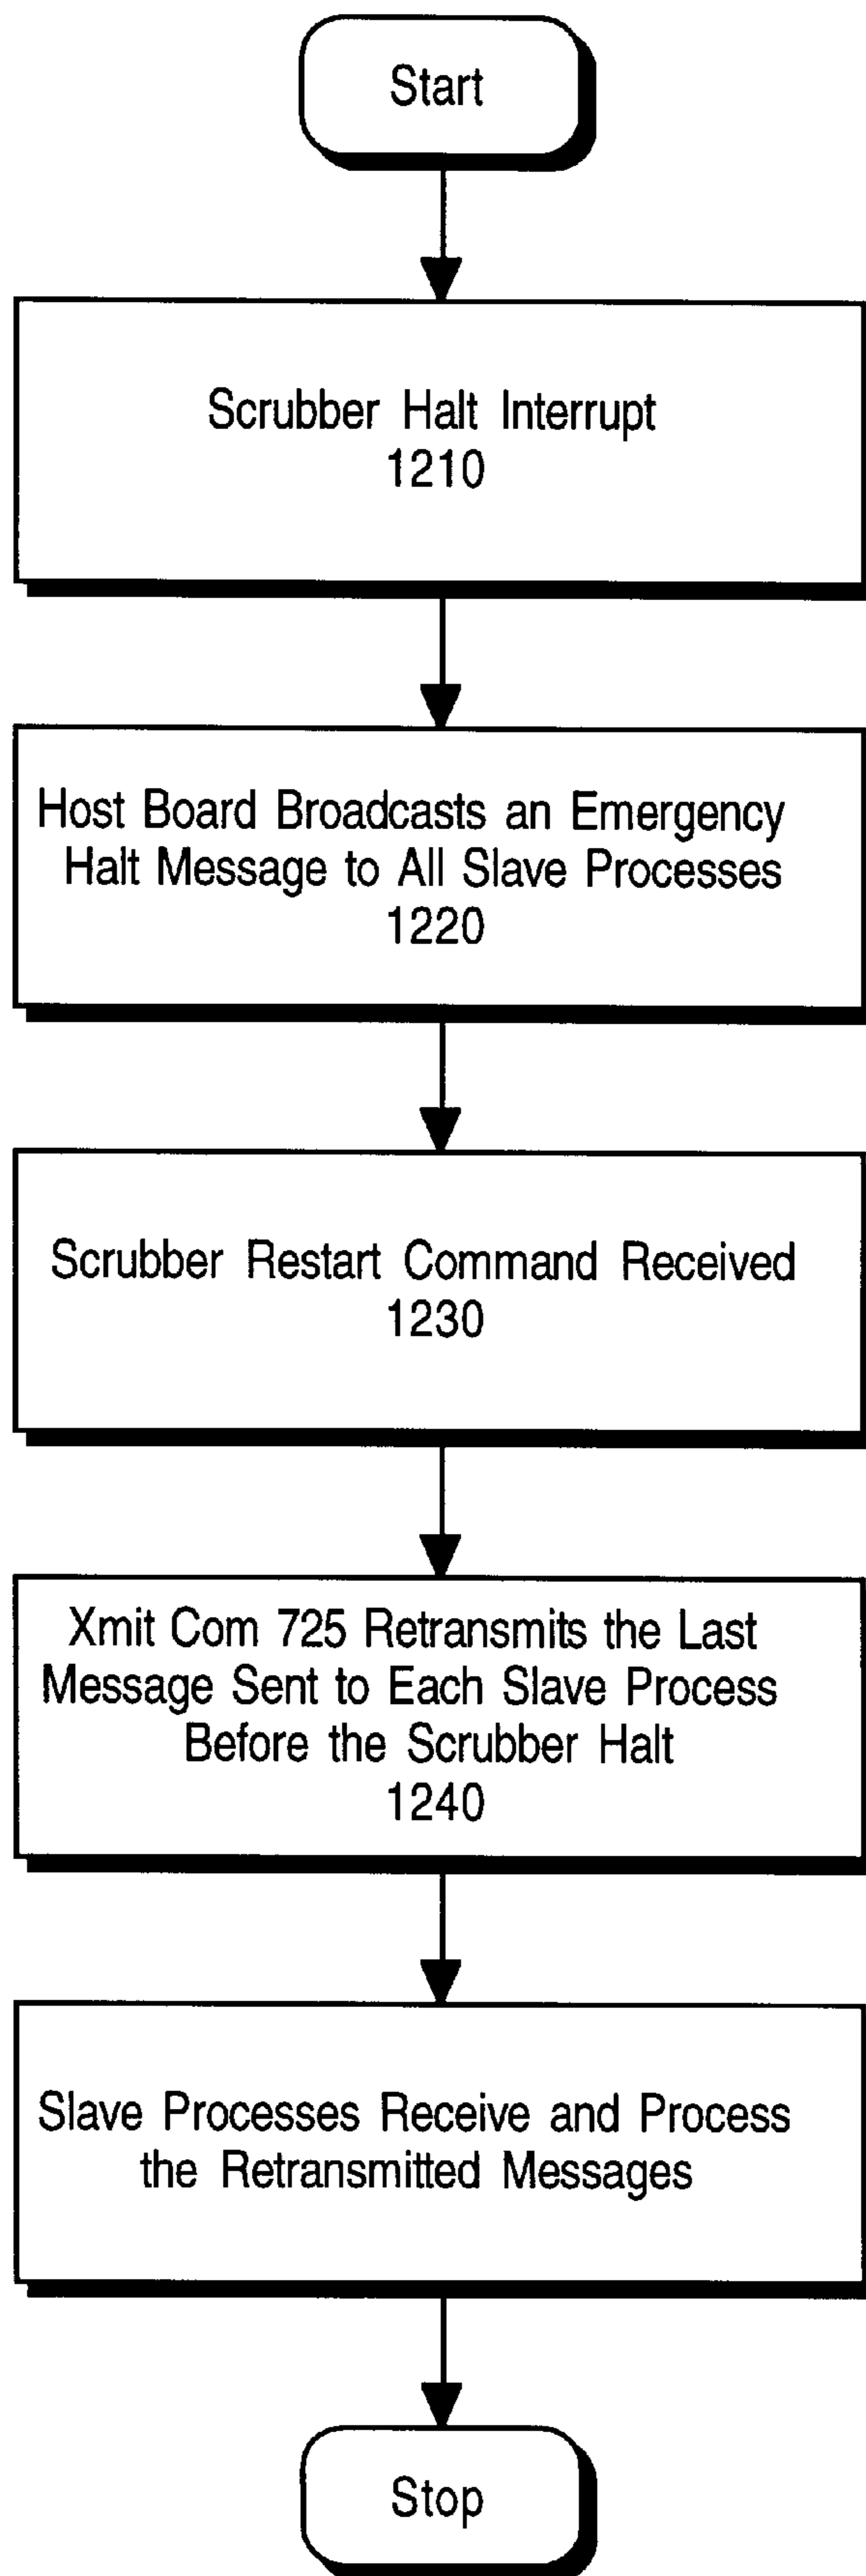 Start
Scrubber Halt Interrupt
1210
Host Board Broadcasts an Emergency
Halt Message to All Slave Processes
1220
Scrubber Restart Command Received
1230
Xmit Com 725 Retransmits the Last
Message Sent to Each Slave Process
Before the Scrubber Halt
1240
Slave Processes Receive and Process
the Retransmitted Messages
Stop